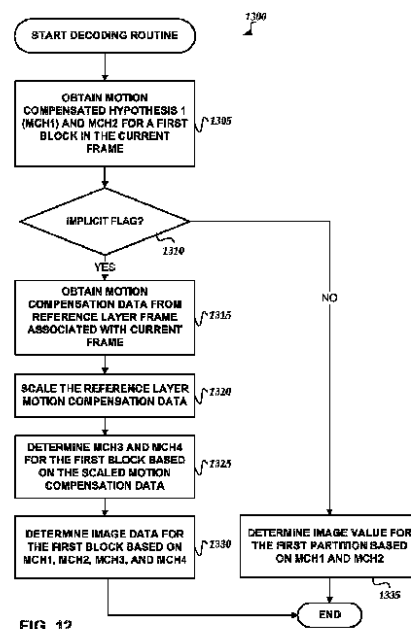 1300
START DECODING ROUTINE
OBTAIN MOTION
COMPENSATED HYPOTHESIS 1
(MCH1) AND MCH2 FOR A FIRST
BLOCK IN THE CURRENT
FRAME
1305
IMPLICIT FLAG?
1310
YES
NO
OBTAIN MOTION
COMPENSATION DATA FROM
REFERENCE LAYER FRAME
ASSOCIATED WITH CURRENT
FRAME
1315
SCALE THE REFERENCE LAYER
MOTION COMPENSATION DATA
1320
DETERMINE MCH3 AND MCH4
FOR THE FIRST BLOCK BASED
ON THE SCALED MOTION
COMPENSATION DATA
1325
DETERMINE IMAGE DATA FOR
THE FIRST BLOCK BASED ON
MCH1, MCH2, MCH3, AND MCH4
1330
DETERMINE IMAGE VALUE FOR
THE FIRST PARTITION BASED
ON MCH1 AND MCH2
1335
END
FIG. 12